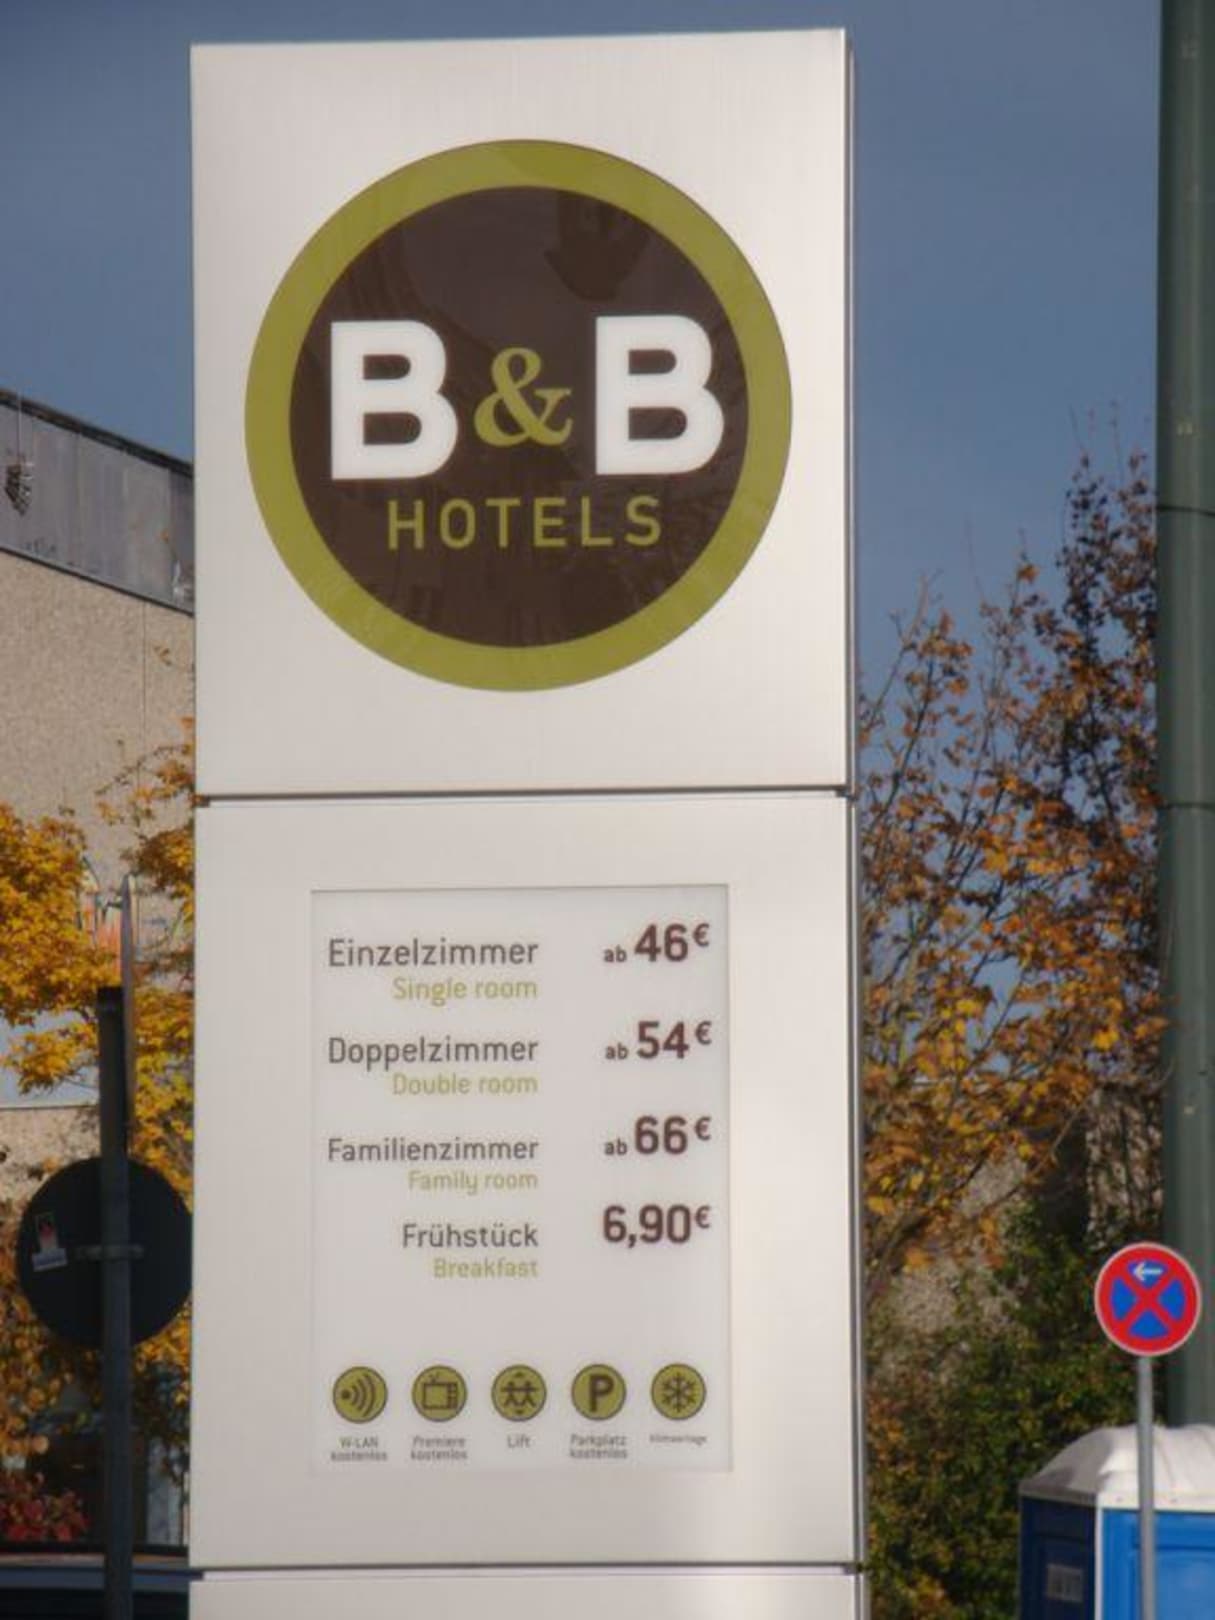 B & B
HOTELS
Einzelzimmer ab 46€
Single room
Doppelzimmer ab 54€
Double room
Familienzimmer ab 66€
Family room
Frühstück 6,90€
Breakfast
W-LAN
kostenlos
Premiere
kostenlos
Lift
P
Parkplatz
kostenlos
Klimaanlage